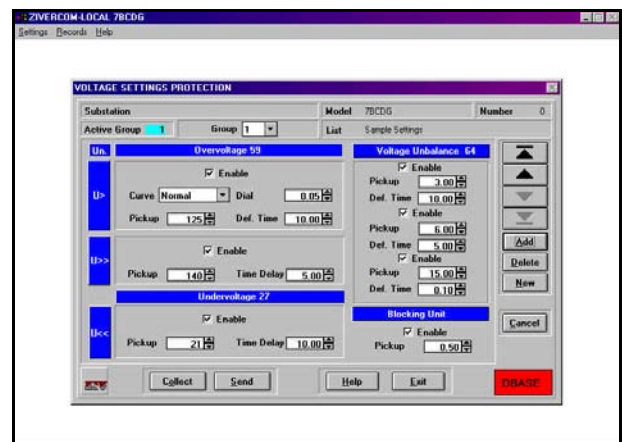 ZIVERCOM-LOCAL 7BCDG
Settings Records Help
VOLTAGE SETTINGS PROTECTION
Substation Model 7BCDG Number 0
Active Group 1 Group 1 List Sample Settings
Un. Overvoltage 59
Enable
U> Curve Normal Dial 0.05
Pickup 125 Def. Time 10.00
Enable
U>>
Pickup 140 Time Delay 5.00
Undervoltage 27
Enable
U<<
Pickup 21 Time Delay 10.00
Voltage Unbalance 64
Enable
Pickup 3.00
Def. Time 10.00
Enable
Pickup 6.00
Def. Time 5.00
Enable
Pickup 15.00
Def. Time 0.10
Blocking Unit
Enable
Pickup 0.50
Add
Delete
New
Cancel
Collect Send Help Exit DBASE